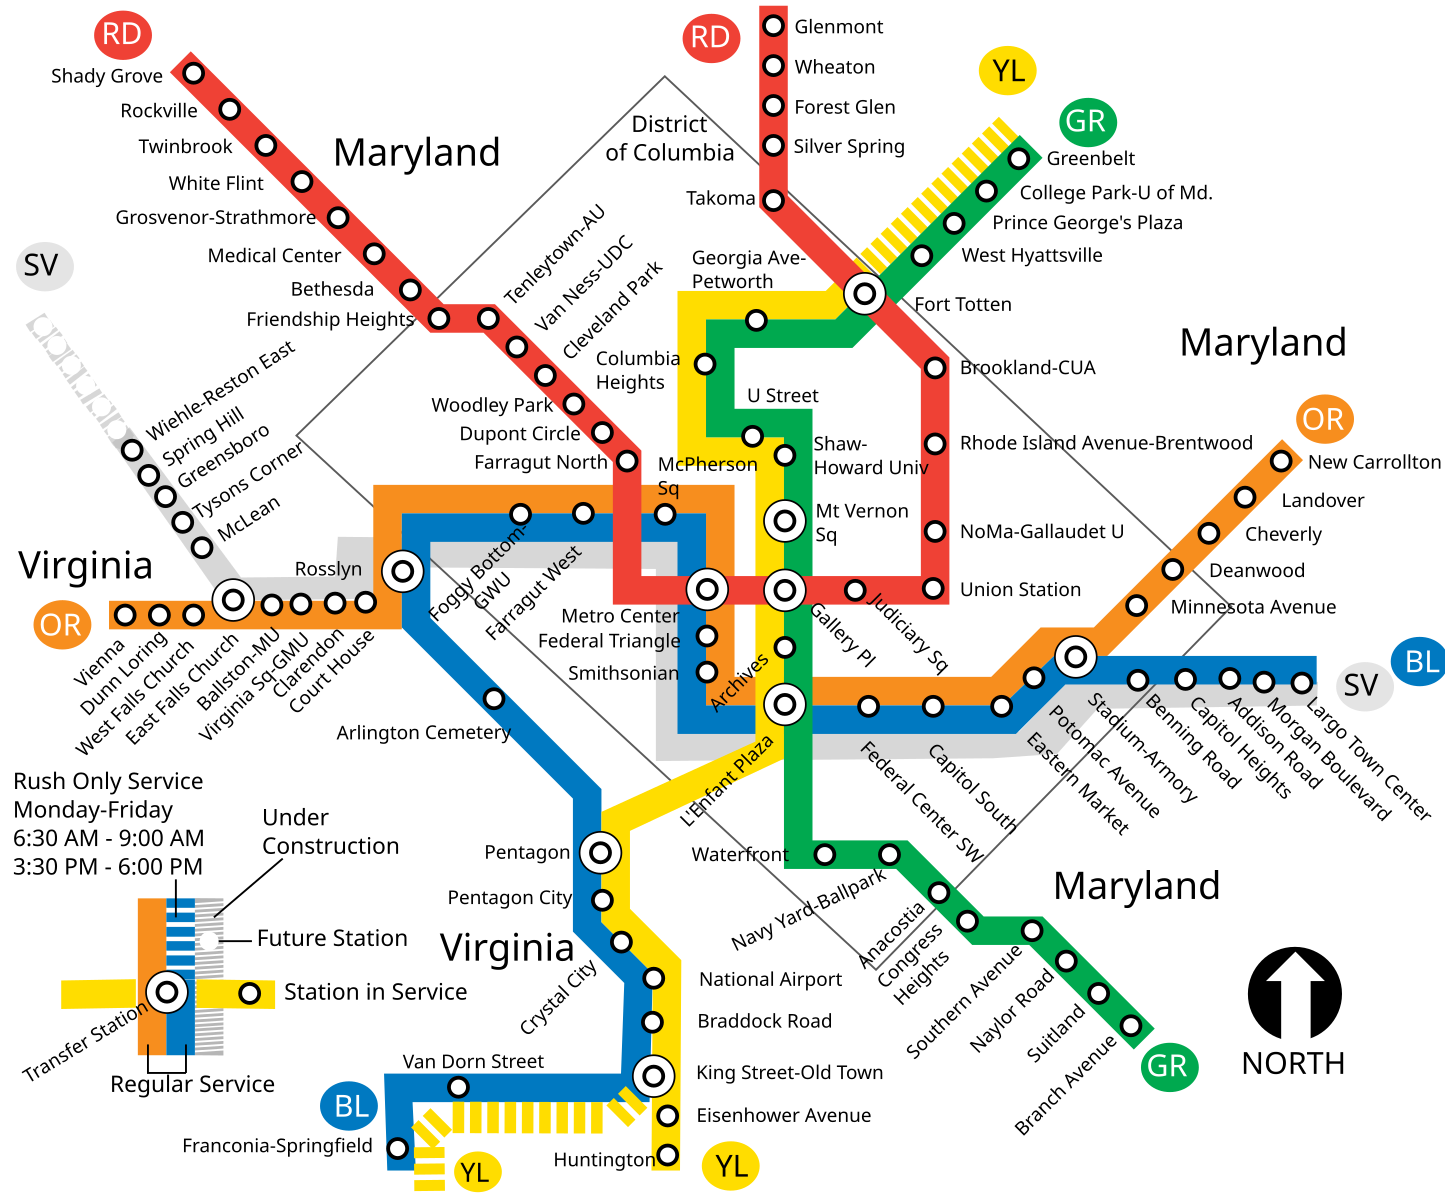 RD
Shady Grove
Rockville
Twinbrook
White Flint
Grosvenor-Strathmore
Medical Center
Bethesda
Friendship Heights
Maryland
District
of Columbia
RD
Glenmont
Wheaton
Forest Glen
Silver Spring
Takoma
YL
GR
Greenbelt
College Park-U of Md.
Prince George's Plaza
West Hyattsville
Fort Totten
Georgia Ave-
Petworth
Columbia
Heights
U Street
Shaw-
Howard Univ
Mt Vernon
Sq
Tenleytown-AU
Van Ness-UDC
Cleveland Park
Woodley Park
Dupont Circle
Farragut North
McPherson
Sq
Maryland
Brookland-CUA
Rhode Island Avenue-Brentwood
NoMa-Gallaudet U
Union Station
Judiciary Sq
Gallery Pl
OR
New Carrollton
Landover
Cheverly
Deanwood
Minnesota Avenue
SV
Wiehle-Reston East
Spring Hill
Greensboro
Tysons Corner
McLean
Virginia
OR
Vienna
Dunn Loring
West Falls Church
East Falls Church
Ballston-MU
Virginia Sq-GMU
Clarendon
Court House
Rosslyn
Foggy Bottom-
GWU
Farragut West
Metro Center
Federal Triangle
Smithsonian
Archives
L'Enfant Plaza
Arlington Cemetery
BL
SV
Stadium-Armory
Potomac Avenue
Eastern Market
Capitol South
Federal Center SW
Benning Road
Capitol Heights
Addison Road
Morgan Boulevard
Largo Town Center
Rush Only Service
Monday-Friday
6:30 AM - 9:00 AM
3:30 PM - 6:00 PM
Under
Construction
Future Station
Station in Service
Transfer Station
Regular Service
Pentagon
Pentagon City
Virginia
Crystal City
National Airport
Braddock Road
King Street-Old Town
Eisenhower Avenue
Huntington
YL
Van Dorn Street
BL
Franconia-Springfield
YL
Waterfront
Navy Yard-Ballpark
Anacostia
Congress
Heights
Southern Avenue
Naylor Road
Suitland
Branch Avenue
GR
Maryland
NORTH